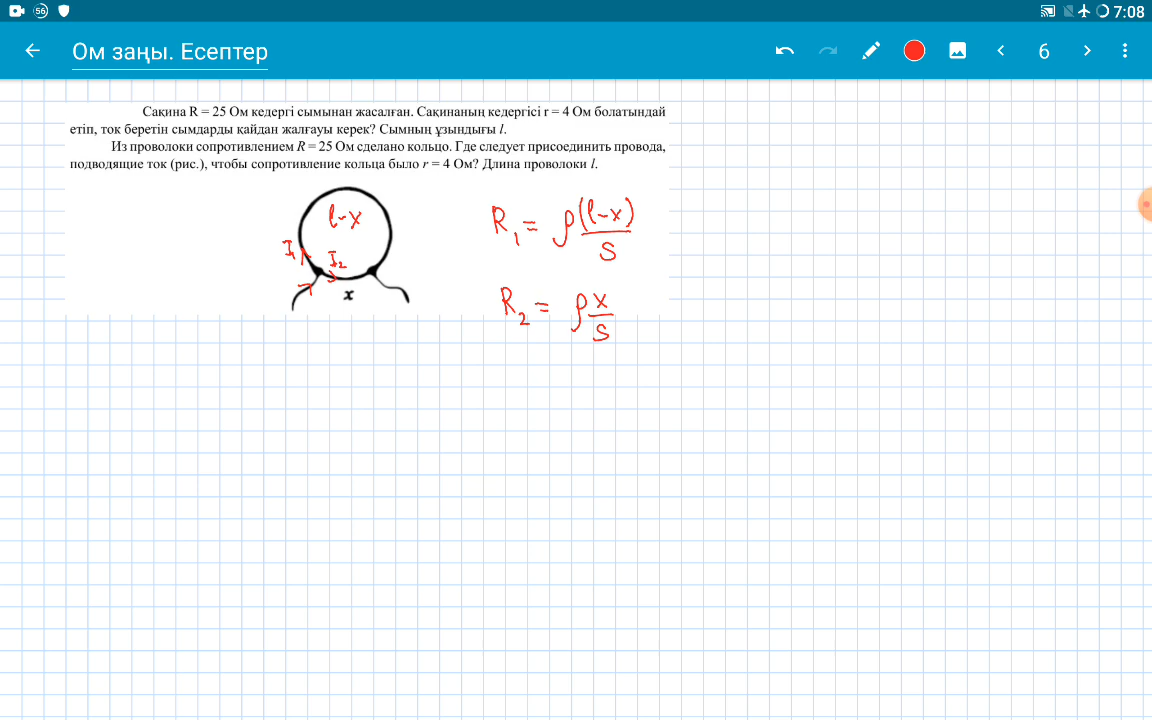 56 7:08
Ом заңы. Есептер 6
Сақина R = 25 Ом кедергі сымынан жасалған. Сақинаның кедергісі r = 4 Ом болатындай
етіп, ток беретін сымдарды қайдан жалғауы керек? Сымның ұзындығы l.
Из проволоки сопротивлением R = 25 Ом сделано кольцо. Где следует присоединить провода,
подводящие ток (рис.), чтобы сопротивление кольца было r = 4 Ом? Длина проволоки l.
l-x
I₁
I₂
x
R₁ = ρ(l-x)/S
R₂ = ρx/S